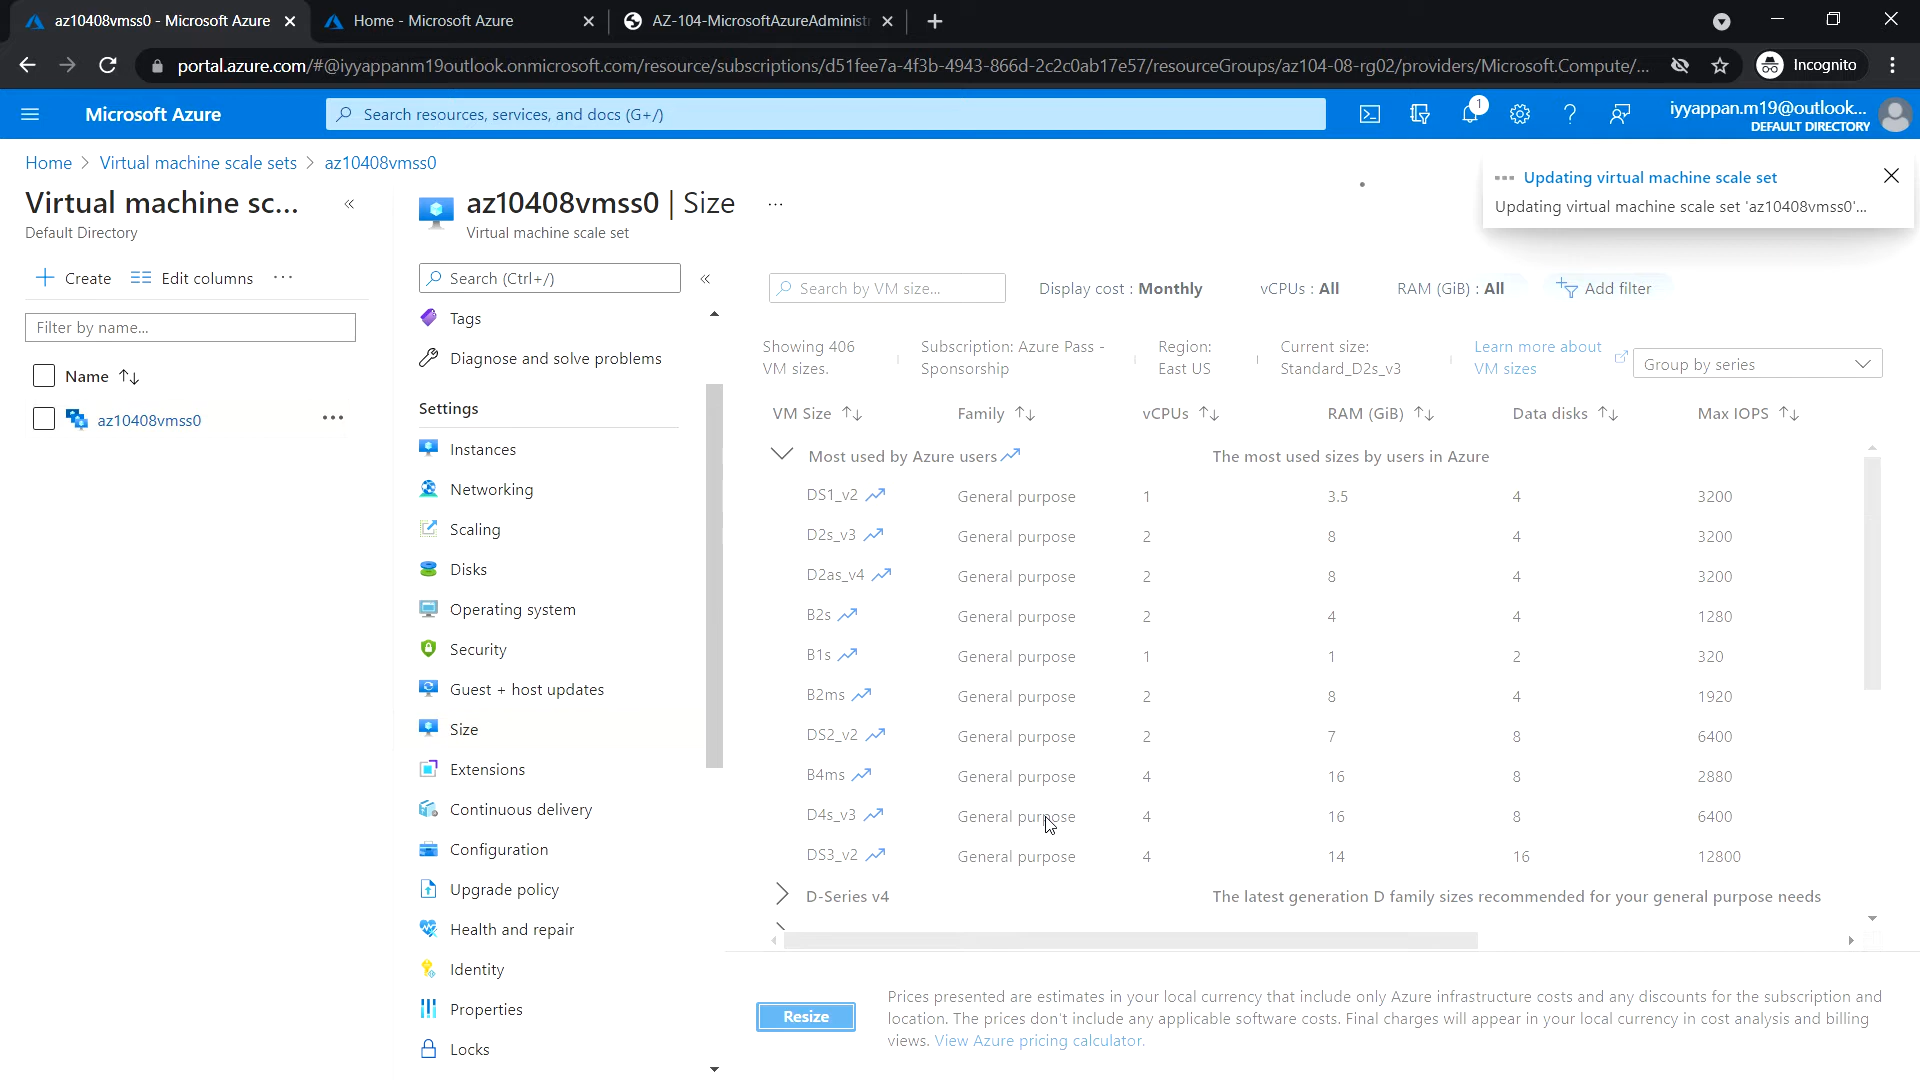 az10408vmss0 - Microsoft Azure
Home - Microsoft Azure
AZ-104-MicrosoftAzureAdministr
portal.azure.com/#@iyyappanm19outlook.onmicrosoft.com/resource/subscriptions/d51fee7a-4f3b-4943-866d-2c2c0ab17e57/resourceGroups/az104-08-rg02/providers/Microsoft.Compute/...
Incognito
Microsoft Azure
Search resources, services, and docs (G+/)
1
iyyappan.m19@outlook...
DEFAULT DIRECTORY
Home > Virtual machine scale sets > az10408vmss0
Updating virtual machine scale set
Updating virtual machine scale set 'az10408vmss0'...
Virtual machine sc...
Default Directory
Create
Edit columns
Filter by name...
Name
az10408vmss0
az10408vmss0 | Size
Virtual machine scale set
Search (Ctrl+/)
Tags
Diagnose and solve problems
Settings
Instances
Networking
Scaling
Disks
Operating system
Security
Guest + host updates
Size
Extensions
Continuous delivery
Configuration
Upgrade policy
Health and repair
Identity
Properties
Locks
Search by VM size...
Display cost : Monthly
vCPUs : All
RAM (GiB) : All
Add filter
Showing 406 VM sizes.
Subscription: Azure Pass - Sponsorship
Region: East US
Current size: Standard_D2s_v3
Learn more about VM sizes
Group by series
VM Size Family vCPUs RAM (GiB) Data disks Max IOPS
Most used by Azure users The most used sizes by users in Azure
DS1_v2 General purpose 1 3.5 4 3200
D2s_v3 General purpose 2 8 4 3200
D2as_v4 General purpose 2 8 4 3200
B2s General purpose 2 4 4 1280
B1s General purpose 1 1 2 320
B2ms General purpose 2 8 4 1920
DS2_v2 General purpose 2 7 8 6400
B4ms General purpose 4 16 8 2880
D4s_v3 General purpose 4 16 8 6400
DS3_v2 General purpose 4 14 16 12800
D-Series v4 The latest generation D family sizes recommended for your general purpose needs
Resize
Prices presented are estimates in your local currency that include only Azure infrastructure costs and any discounts for the subscription and
location. The prices don't include any applicable software costs. Final charges will appear in your local currency in cost analysis and billing
views. View Azure pricing calculator.